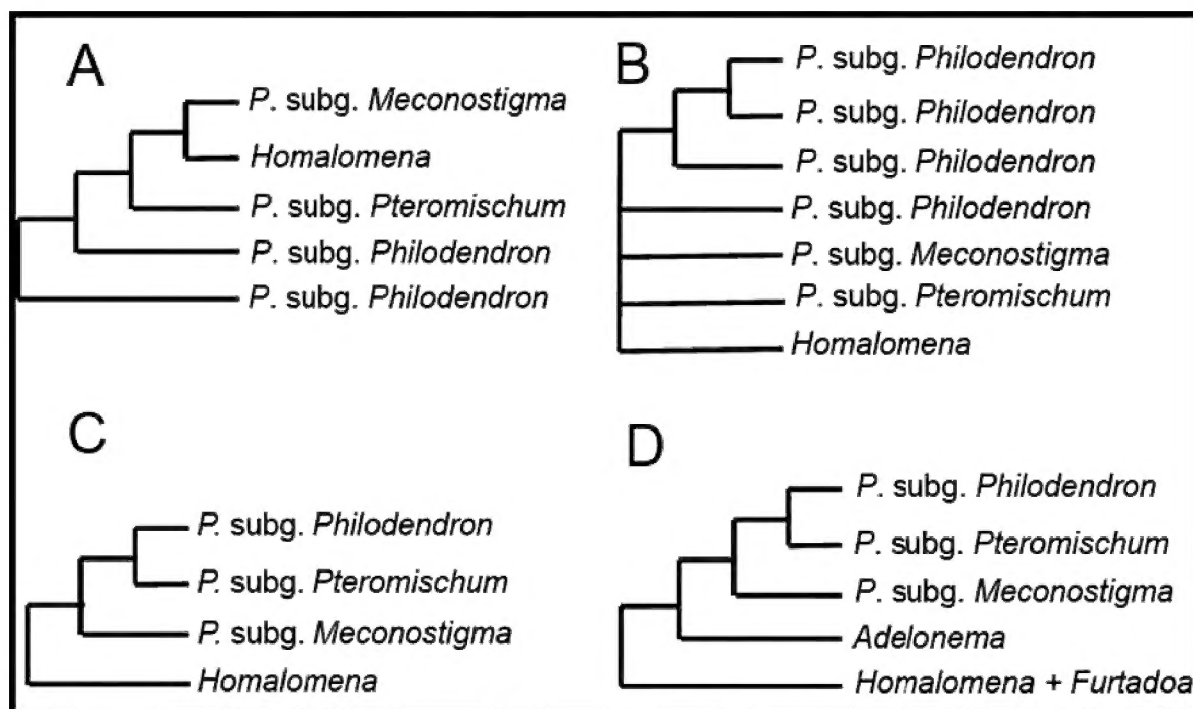 A
P. subg. Meconostigma
Homalomena
P. subg. Pteromischum
P. subg. Philodendron
P. subg. Philodendron
B
P. subg. Philodendron
P. subg. Philodendron
P. subg. Philodendron
P. subg. Philodendron
P. subg. Meconostigma
P. subg. Pteromischum
Homalomena
C
P. subg. Philodendron
P. subg. Pteromischum
P. subg. Meconostigma
Homalomena
D
P. subg. Philodendron
P. subg. Pteromischum
P. subg. Meconostigma
Adelonema
Homalomena + Furtadoa